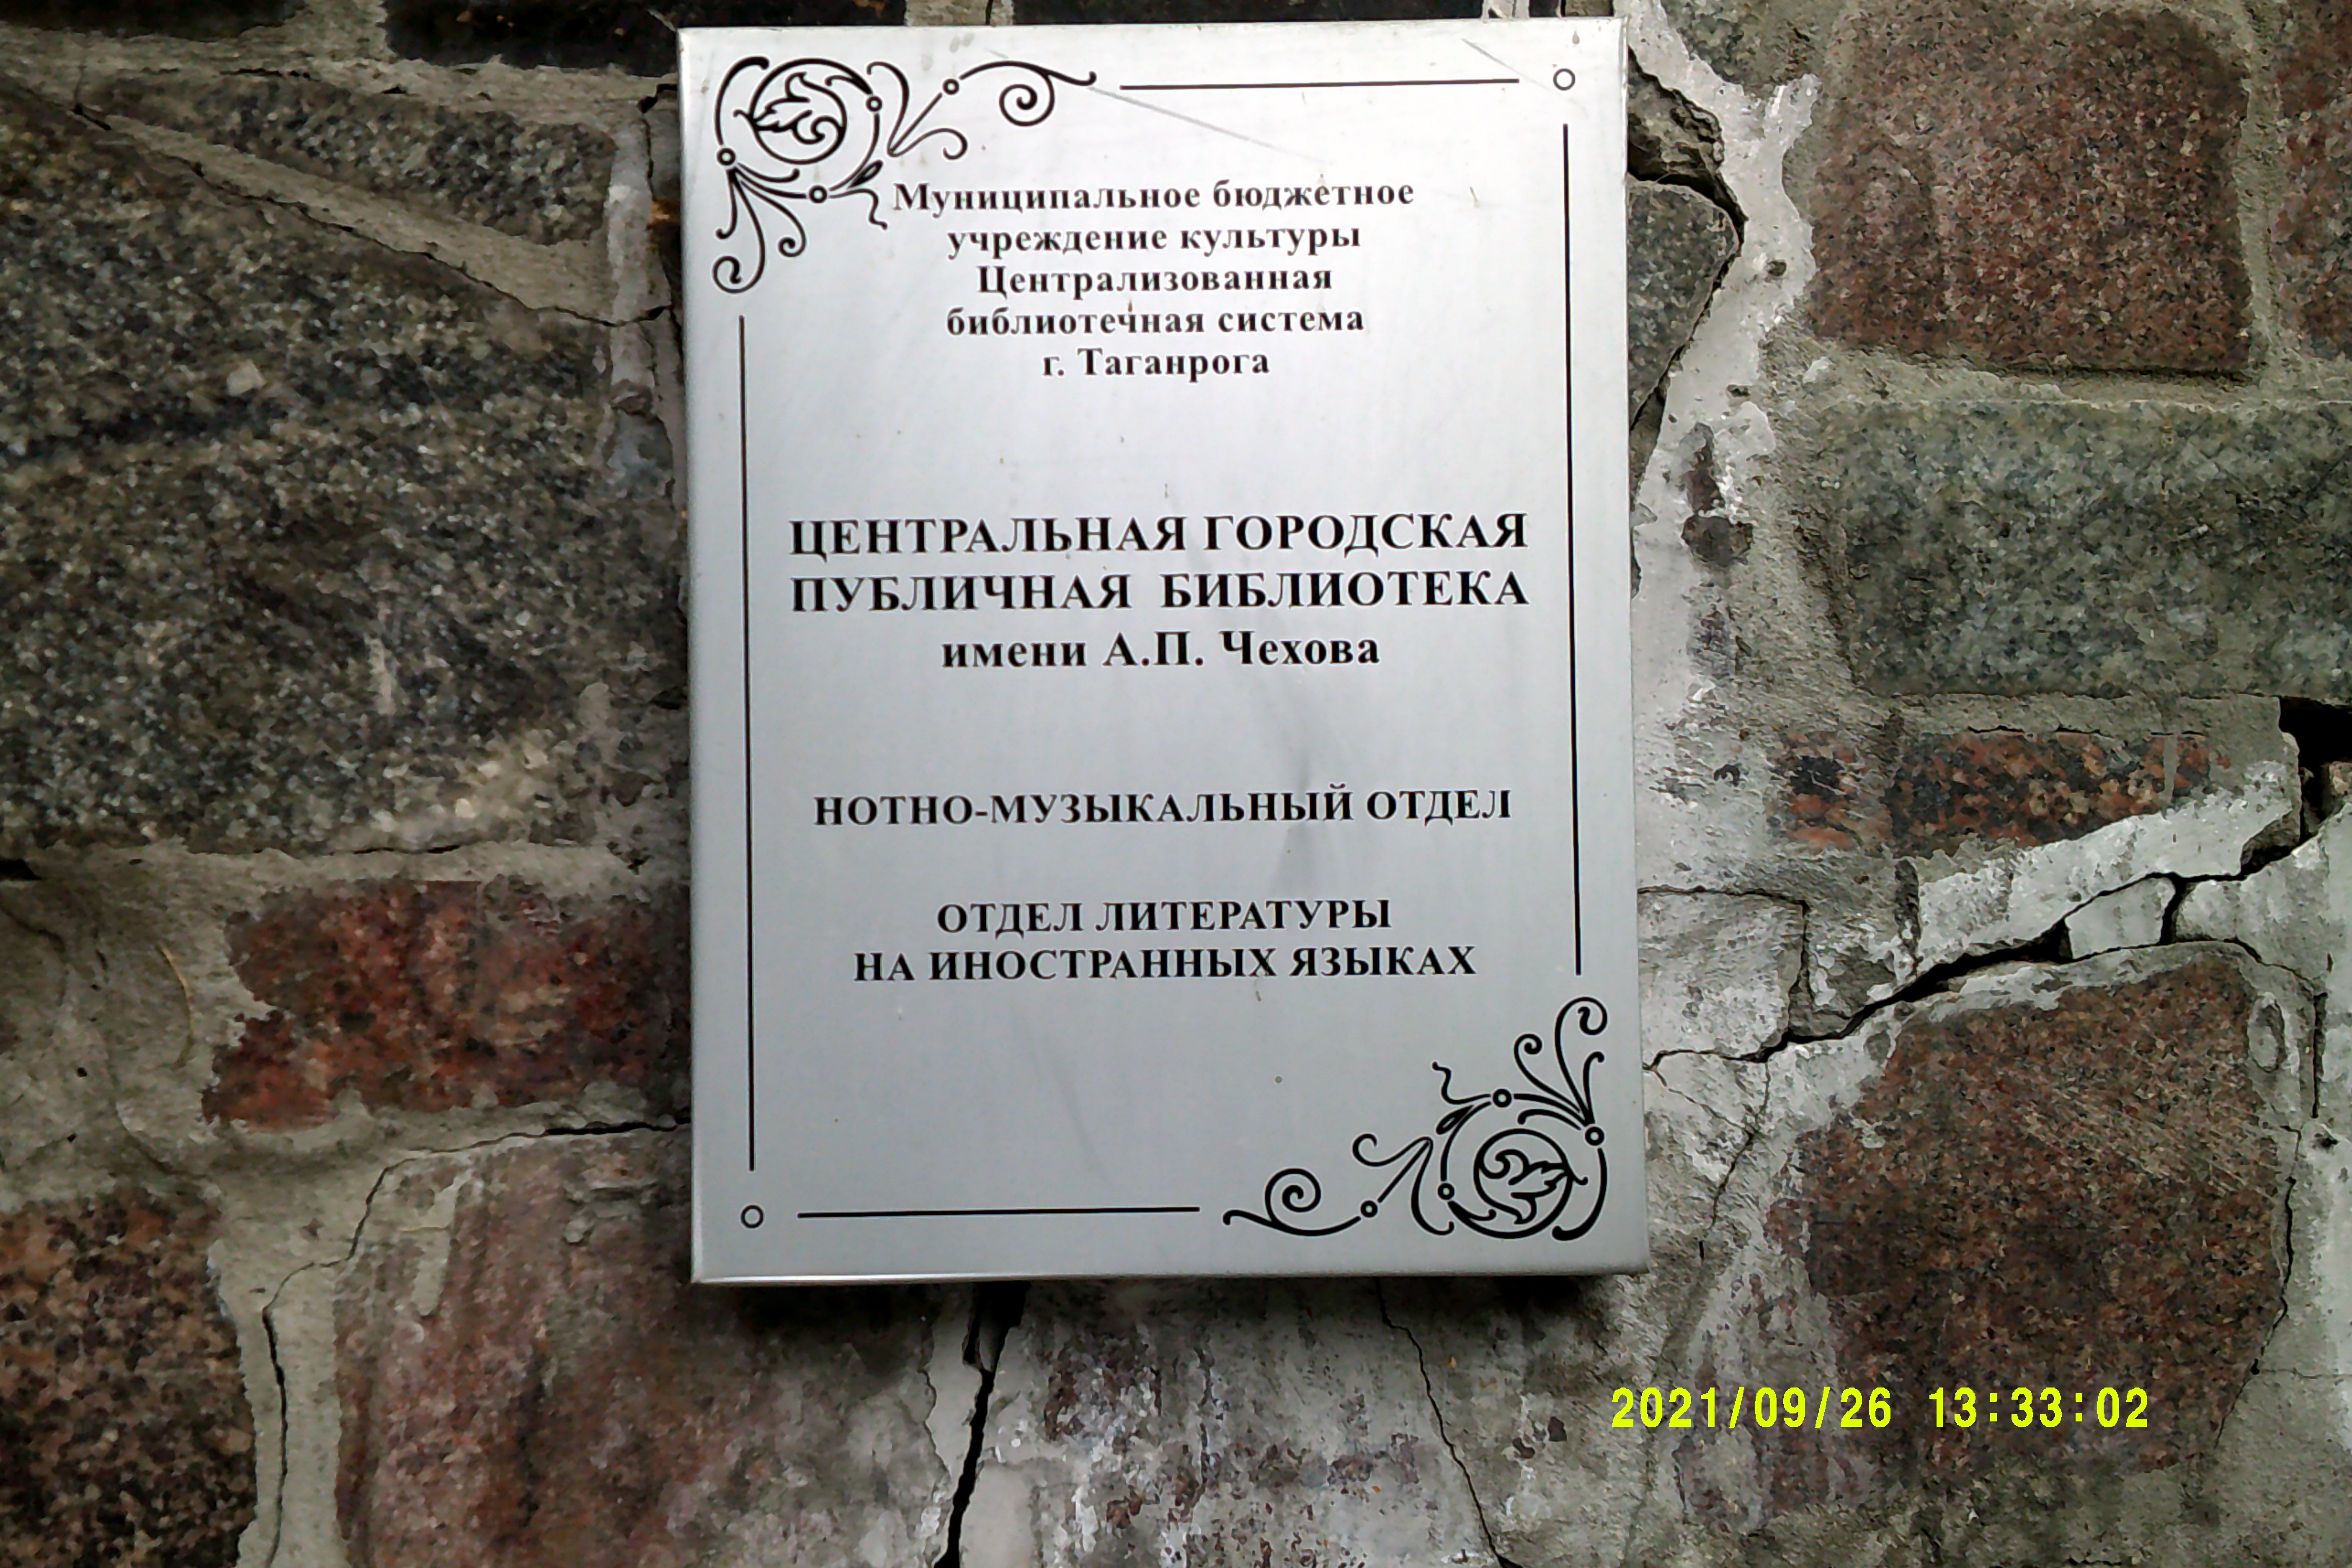 Муниципальное бюджетное
учреждение культуры
Централизованная
библиотечная система
г. Таганрога
ЦЕНТРАЛЬНАЯ ГОРОДСКАЯ
ПУБЛИЧНАЯ БИБЛИОТЕКА
имени А.П. Чехова
НОТНО-МУЗЫКАЛЬНЫЙ ОТДЕЛ
ОТДЕЛ ЛИТЕРАТУРЫ
НА ИНОСТРАННЫХ ЯЗЫКАХ
2021/09/26 13:33:02